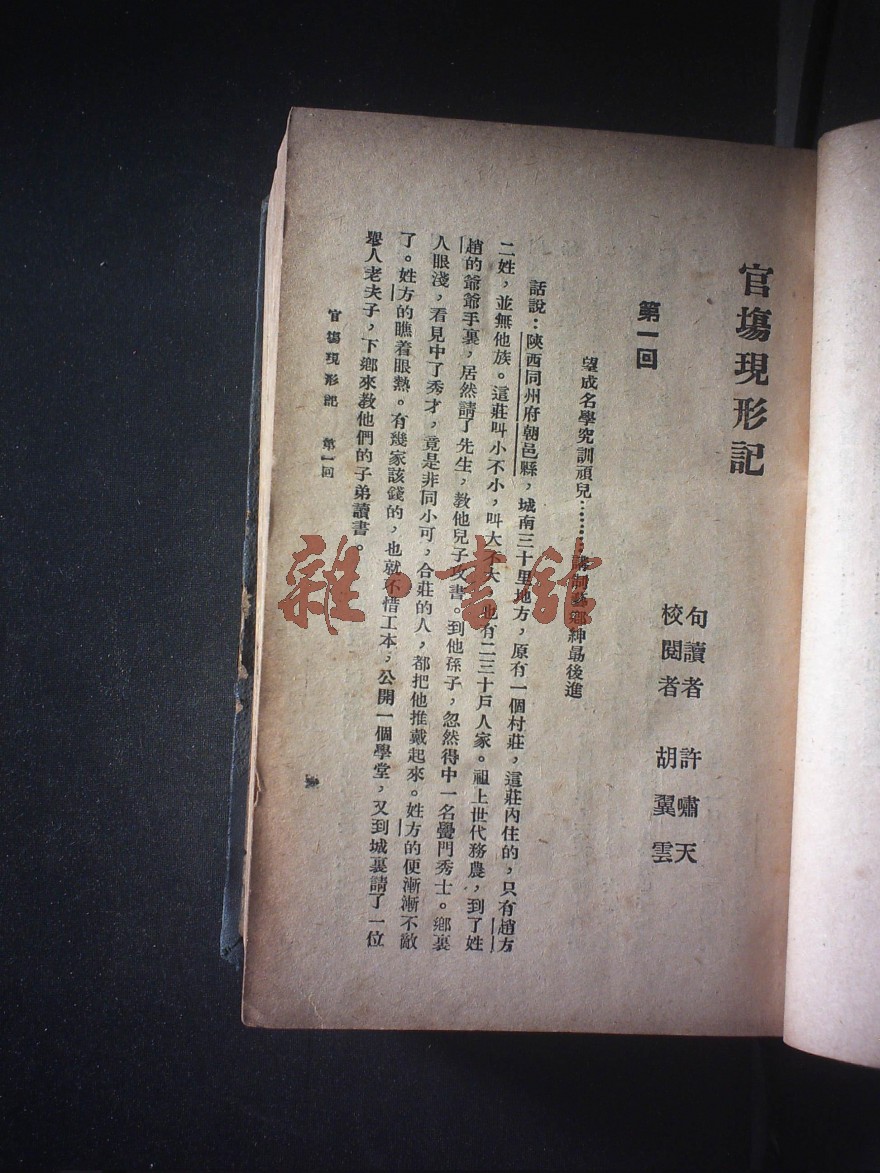 官塲現形記
句讀者 許嘯天
校閱者 胡翼雲
第一回
望成名學究訓頑兒………講制藝鄉紳勗後進
話說：陝西同州府朝邑縣，城南三十里地方，原有一個村莊，這莊內住的，只有趙方
二姓，並無他族。這莊叫小不小，叫大不大，也有二三十戶人家。祖上世代務農，到了姓
趙的爺爺手裏，居然請了先生，教他兒子攻書。到他孫子，忽然得中一名黌門秀士。鄉裏
人眼淺，看見中了秀才，竟是非同小可，合莊的人，都把他推戴起來。姓方的便漸漸不敵
了。姓方的瞧着眼熱。有幾家該錢的，也就不惜工本，公開一個學堂，又到城裏請了一位
舉人老夫子，下鄉來教他們的子弟讀書。
官塲現形記 第一回
一
雜·書館